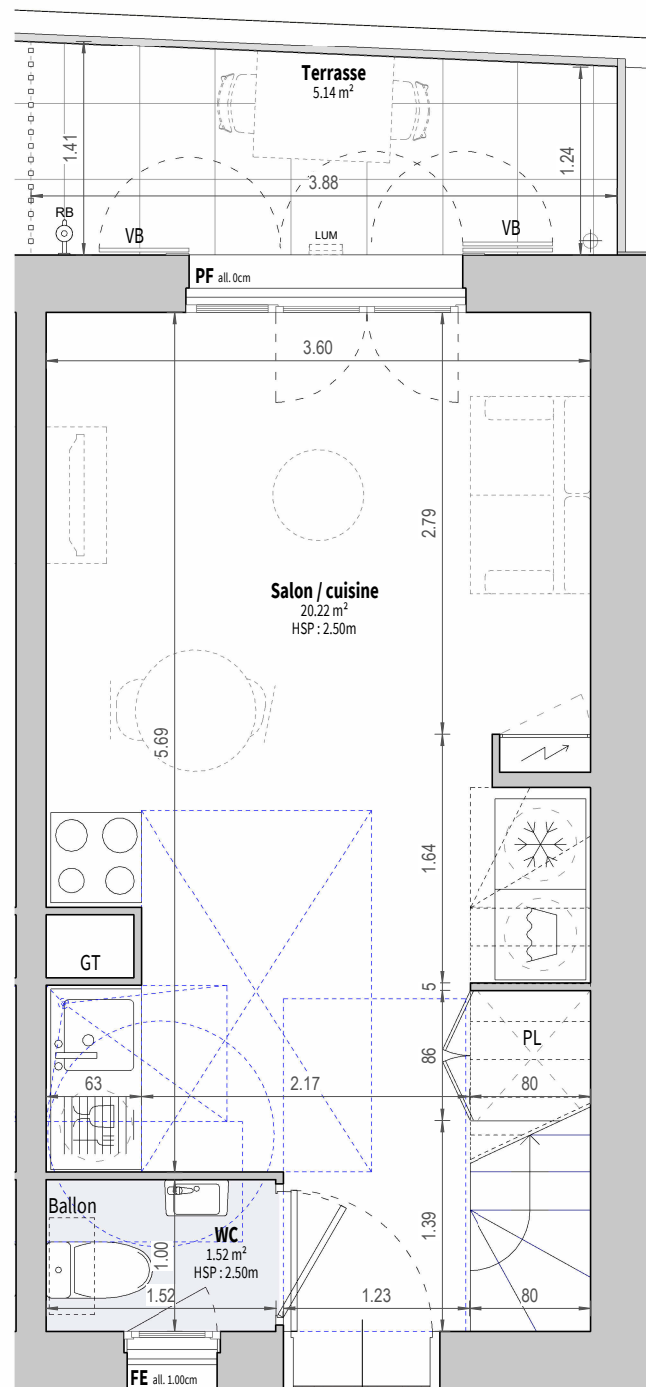 Terrasse
5.14 m²
1.41
1.24
3.88
RB
VB
LUM
VB
PF all. 0cm
3.60
2.79
Salon / cuisine
20.22 m²
HSP : 2.50m
5.69
1.64
GT
5
PL
86
63
2.17
80
Ballon
WC
1.52 m²
HSP : 2.50m
1.00
1.39
1.52
1.23
80
FE all. 1.00cm